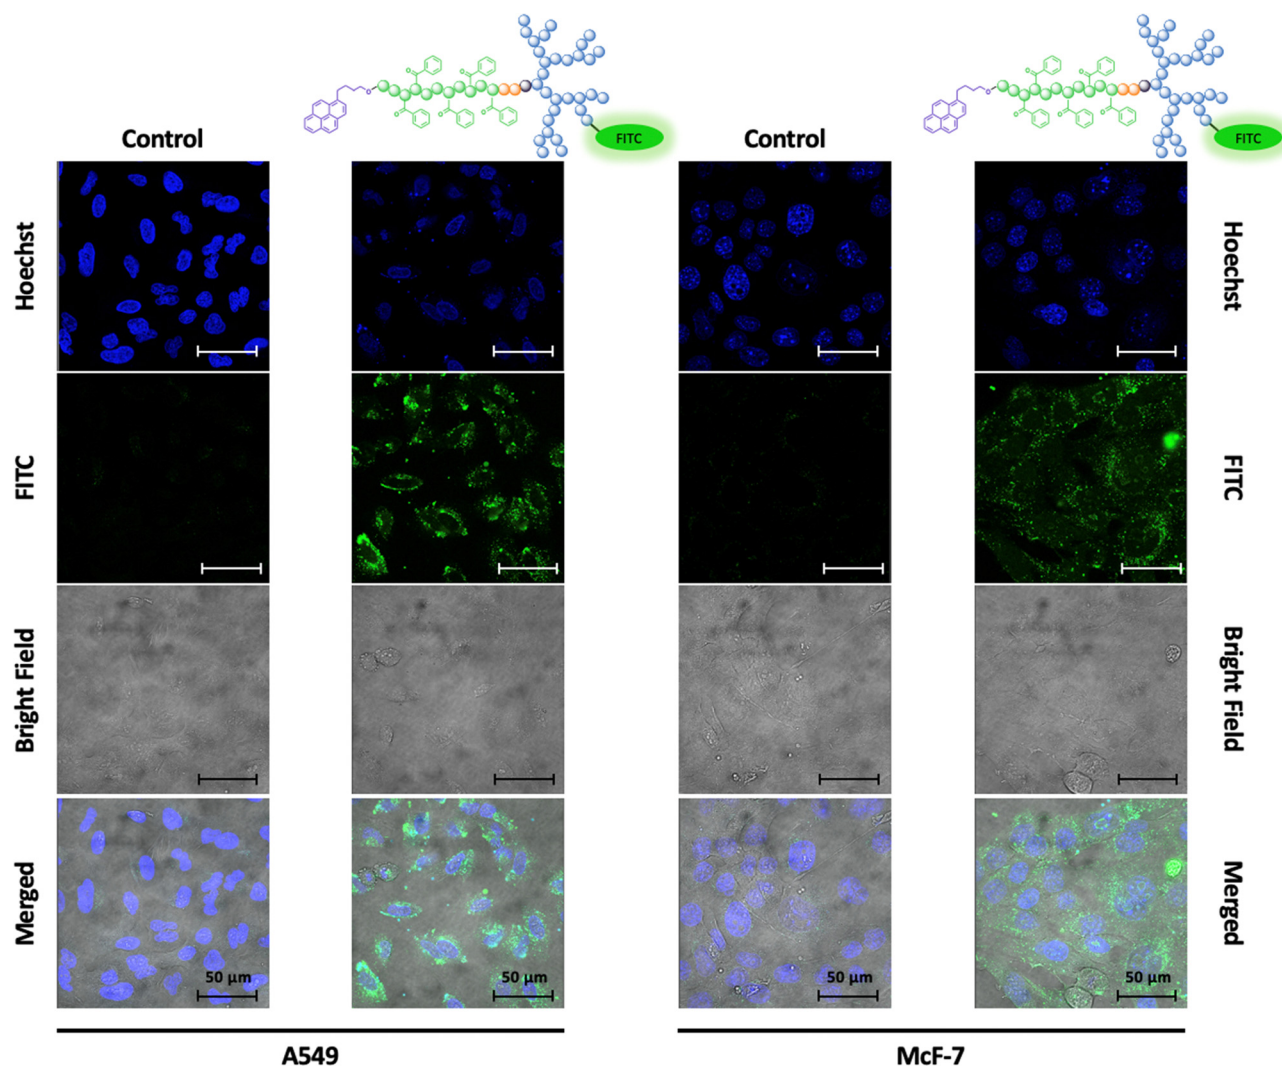 FITC
FITC
Control
Control
Hoechst
Hoechst
FITC
FITC
Bright Field
Bright Field
Merged
Merged
50 μm
50 μm
50 μm
50 μm
A549
McF-7